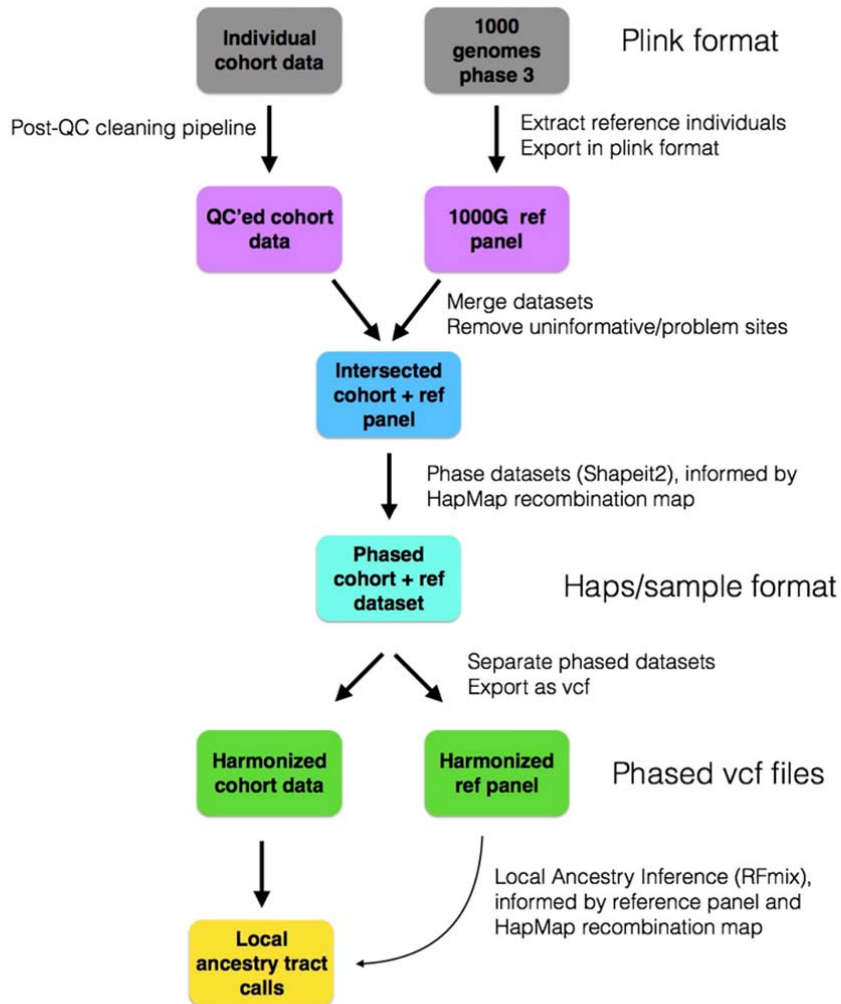 Individual
cohort data
1000
genomes
phase 3
Plink format
Post-QC cleaning pipeline
Extract reference individuals
Export in plink format
QC'ed cohort
data
1000G ref
panel
Merge datasets
Remove uninformative/problem sites
Intersected
cohort + ref
panel
Phase datasets (Shapeit2), informed by
HapMap recombination map
Phased
cohort + ref
dataset
Haps/sample format
Separate phased datasets
Export as vcf
Harmonized
cohort data
Harmonized
ref panel
Phased vcf files
Local Ancestry Inference (RFmix),
informed by reference panel and
HapMap recombination map
Local
ancestry tract
calls